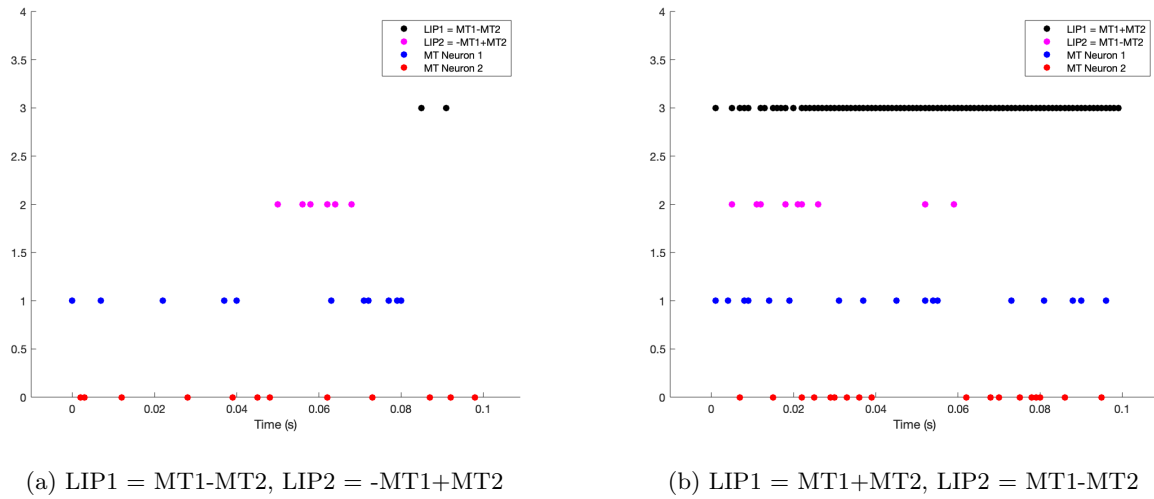 4
3.5
3
2.5
2
1.5
1
0.5
0
LIP1 = MT1-MT2
LIP2 = -MT1+MT2
MT Neuron 1
MT Neuron 2
0 0.02 0.04 0.06 0.08 0.1
Time (s)
(a) LIP1 = MT1-MT2, LIP2 = -MT1+MT2
4
3.5
3
2.5
2
1.5
1
0.5
0
LIP1 = MT1+MT2
LIP2 = MT1-MT2
MT Neuron 1
MT Neuron 2
0 0.02 0.04 0.06 0.08 0.1
Time (s)
(b) LIP1 = MT1+MT2, LIP2 = MT1-MT2